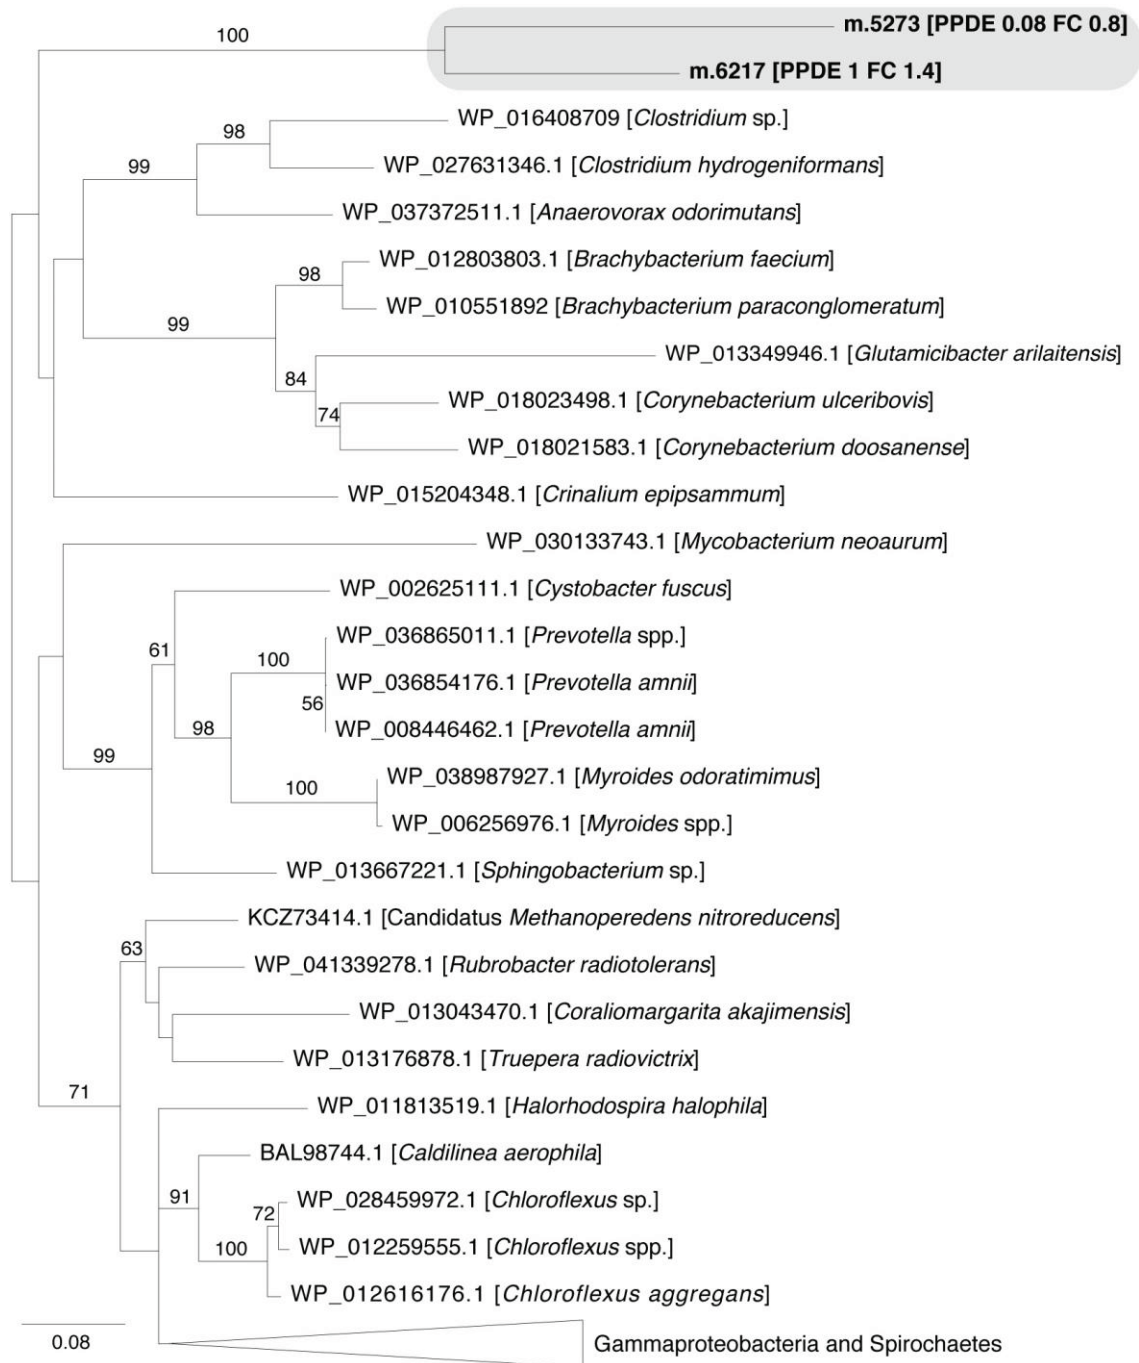 100
m.5273 [PPDE 0.08 FC 0.8]
m.6217 [PPDE 1 FC 1.4]
WP_016408709 [Clostridium sp.]
98
WP_027631346.1 [Clostridium hydrogeniformans]
99
WP_037372511.1 [Anaerovorax odorimutans]
WP_012803803.1 [Brachybacterium faecium]
98
WP_010551892 [Brachybacterium paraconglomeratum]
99
WP_013349946.1 [Glutamicibacter arilaitensis]
84
WP_018023498.1 [Corynebacterium ulceribovis]
74
WP_018021583.1 [Corynebacterium doosanense]
WP_015204348.1 [Crinalium epipsammum]
WP_030133743.1 [Mycobacterium neoaurum]
WP_002625111.1 [Cystobacter fuscus]
WP_036865011.1 [Prevotella spp.]
61
100
WP_036854176.1 [Prevotella amnii]
56
98
WP_008446462.1 [Prevotella amnii]
99
WP_038987927.1 [Myroides odoratimimus]
100
WP_006256976.1 [Myroides spp.]
WP_013667221.1 [Sphingobacterium sp.]
KCZ73414.1 [Candidatus Methanoperedens nitroreducens]
63
WP_041339278.1 [Rubrobacter radiotolerans]
WP_013043470.1 [Coraliomargarita akajimensis]
WP_013176878.1 [Truepera radiovictrix]
71
WP_011813519.1 [Halorhodospira halophila]
BAL98744.1 [Caldilinea aerophila]
91
WP_028459972.1 [Chloroflexus sp.]
72
WP_012259555.1 [Chloroflexus spp.]
100
WP_012616176.1 [Chloroflexus aggregans]
0.08
Gammaproteobacteria and Spirochaetes